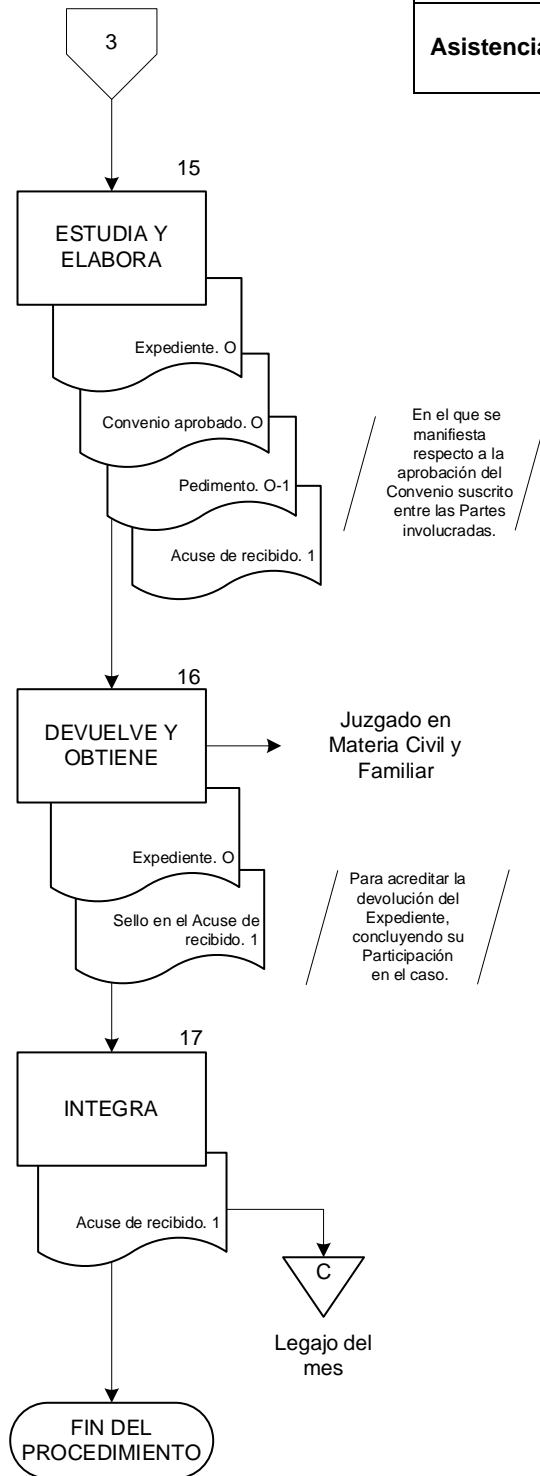 3
Asistencia
15
ESTUDIA Y
ELABORA
Expediente. O
Convenio aprobado. O
Pedimento. O-1
Acuse de recibido. 1
En el que se
manifiesta
respecto a la
aprobación del
Convenio suscrito
entre las Partes
involucradas.
16
DEVUELVE Y
OBTIENE
Juzgado en
Materia Civil y
Familiar
Expediente. O
Sello en el Acuse de
recibido. 1
Para acreditar la
devolución del
Expediente,
concluyendo su
Participación
en el caso.
17
INTEGRA
Acuse de recibido. 1
C
Legajo del
mes
FIN DEL
PROCEDIMIENTO